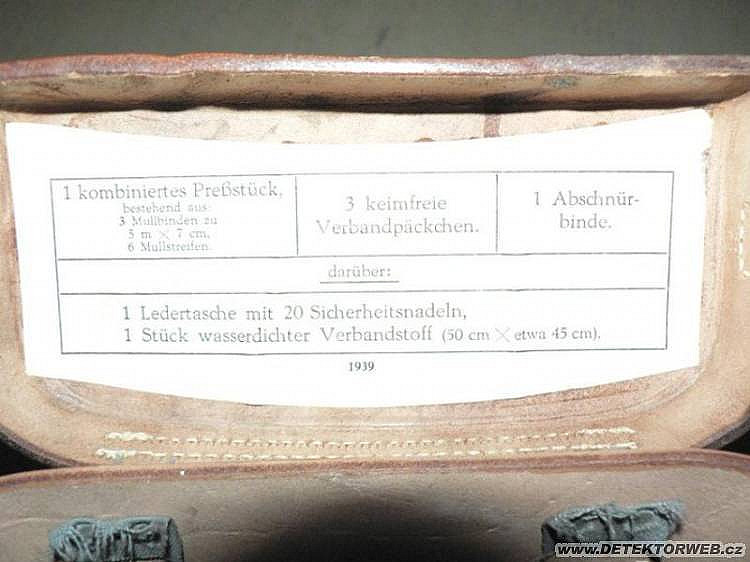 1 kombiniertes Preßstück,
bestehend aus:
3 Mullbinden zu
5 m × 7 cm,
6 Mullstreifen.
3 keimfreie
Verbandpäckchen.
1 Abschnür-
binde.
darüber:
1 Ledertasche mit 20 Sicherheitsnadeln,
1 Stück wasserdichter Verbandstoff (50 cm × etwa 45 cm).
1939
www.DETEKTORWEB.cz